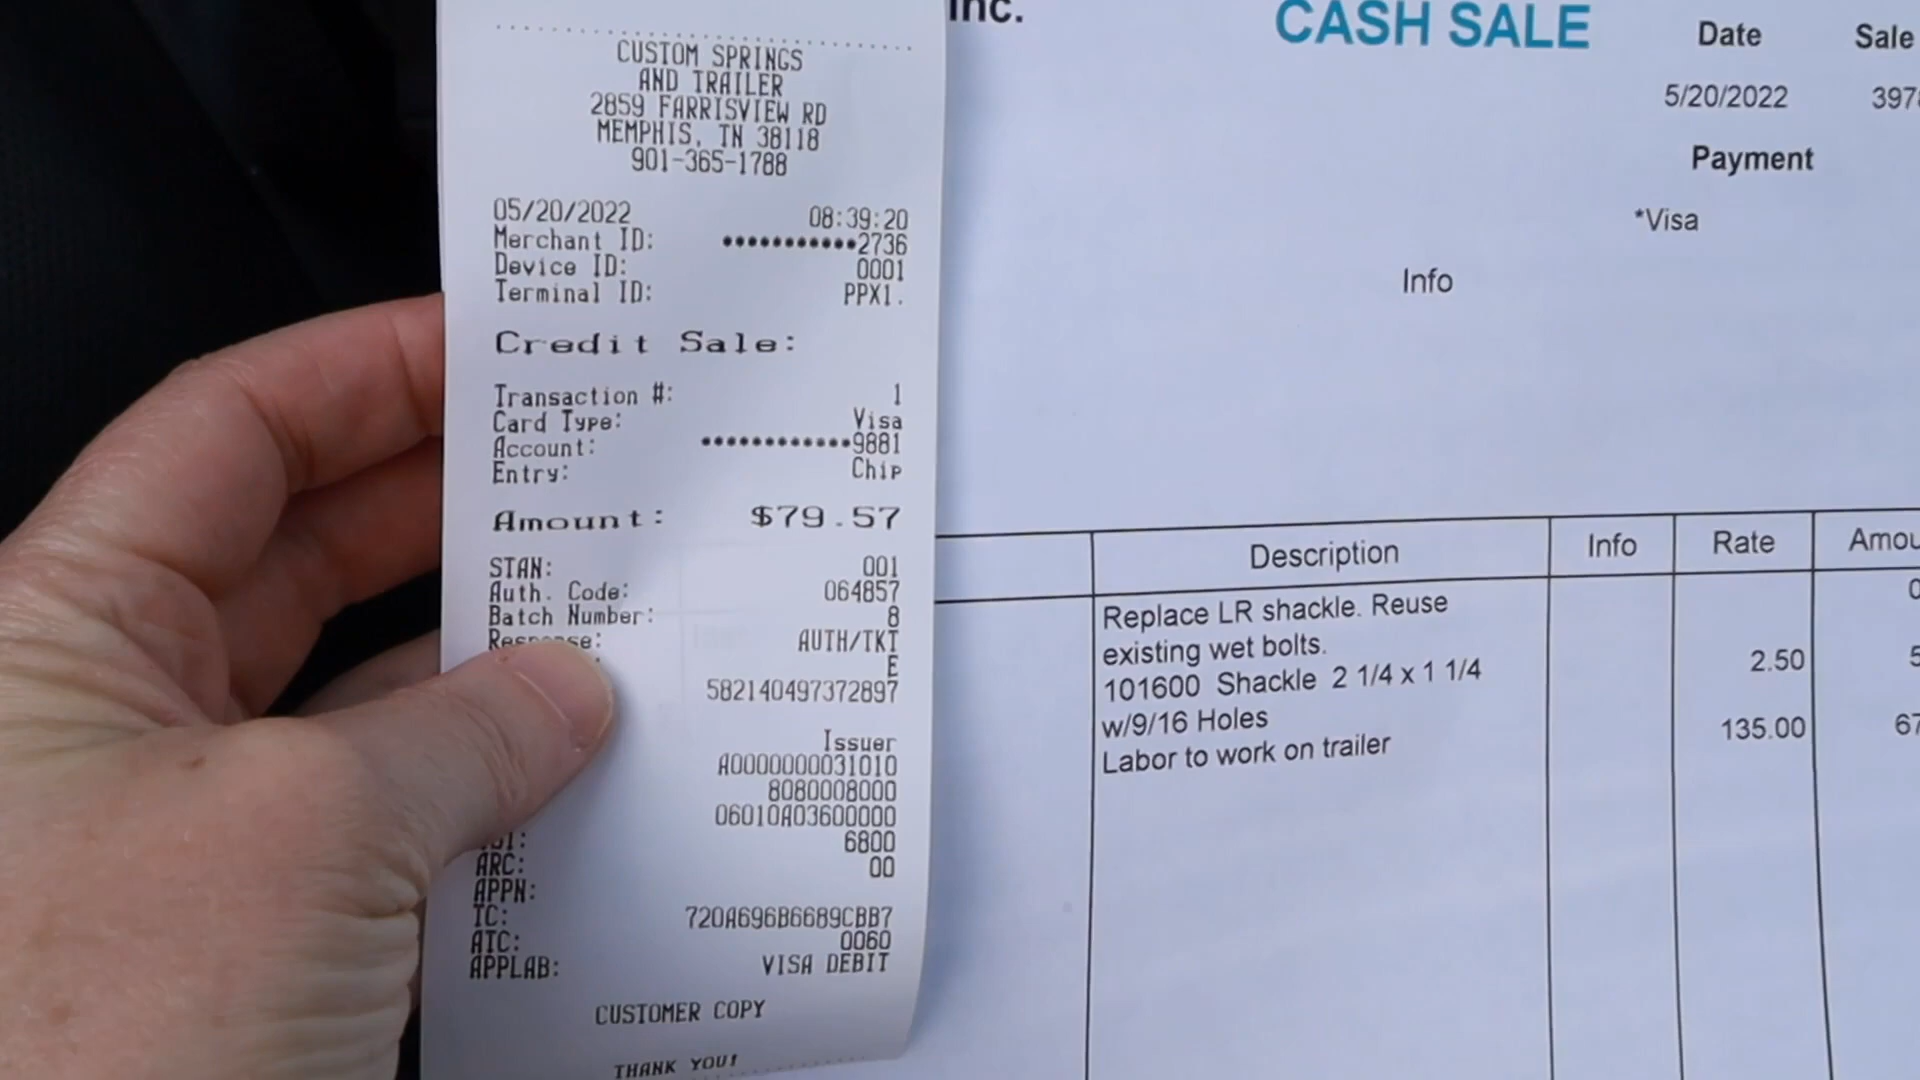 CUSTOM SPRINGS
AND TRAILER
2859 FARRISVIEW RD
MEMPHIS, TN 38118
901-365-1788
05/20/2022 08:39:20
Merchant ID: •••••••••••2736
Device ID: 0001
Terminal ID: PPX1.
Credit Sale:
Transaction #: 1
Card Type: Visa
Account: ••••••••••••9881
Entry: Chip
Amount: $79.57
STAN: 001
Auth. Code: 064857
Batch Number: 8
Response: AUTH/TKT
E
582140497372897
Issuer
A0000000031010
8080008000
06010A03600000
6800
ARC: 00
APPN:
TC: 720A696B6689CBB7
ATC: 0060
APPLAB: VISA DEBIT
CUSTOMER COPY
THANK YOU!
Inc.
CASH SALE
Date Sale
5/20/2022 397
Payment
*Visa
Info
Description Info Rate Amou
Replace LR shackle. Reuse
existing wet bolts.
101600 Shackle 2 1/4 x 1 1/4 2.50 5
w/9/16 Holes
Labor to work on trailer 135.00 67